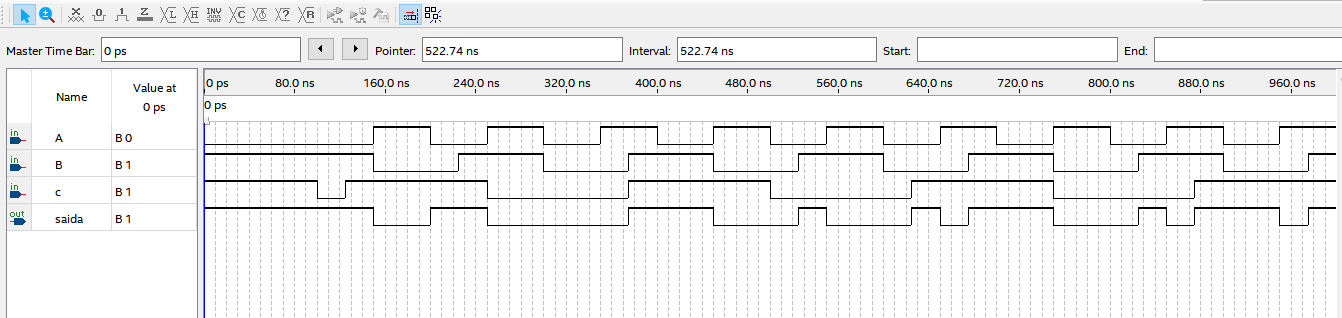 Master Time Bar: 0 ps Pointer: 522.74 ns Interval: 522.74 ns Start: End:
Name Value at 0 ps
0 ps 80.0 ns 160.0 ns 240.0 ns 320.0 ns 400.0 ns 480.0 ns 560.0 ns 640.0 ns 720.0 ns 800.0 ns 880.0 ns 960.0 ns
0 ps
in A B 0
in B B 1
in c B 1
out saida B 1